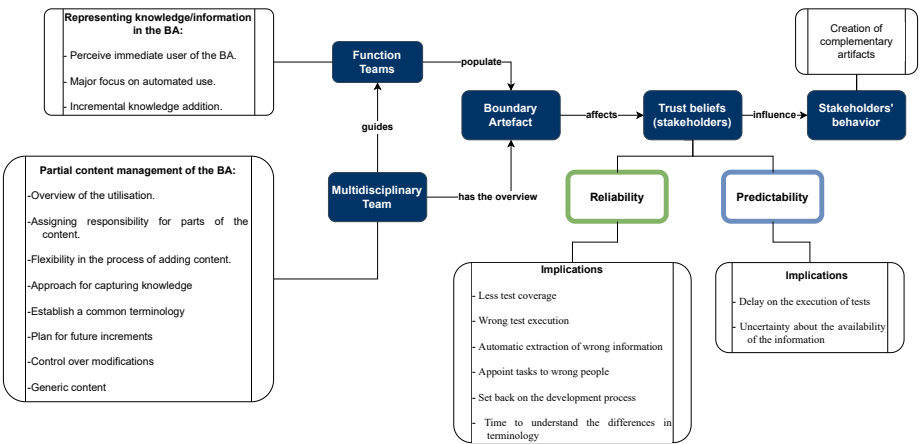 Representing knowledge/information
in the BA:
- Perceive immediate user of the BA.
- Major focus on automated use.
- Incremental knowledge addition.
Function
Teams
populate
Boundary
Artefact
affects
Trust beliefs
(stakeholders)
influence
Stakeholders'
behavior
Creation of
complementary
artifacts
guides
Multidisciplinary
Team
has the overview
Partial content management of the BA:
-Overview of the utilisation.
-Assigning responsibility for parts of the
content.
-Flexibility in the process of adding content.
-Approach for capturing knowledge
-Establish a common terminology
-Plan for future increments
-Control over modifications
-Generic content
Reliability
Predictability
Implications
- Less test coverage
- Wrong test execution
- Automatic extraction of wrong information
- Appoint tasks to wrong people
- Set back on the development process
- Time to understand the differences in
terminology
Implications
- Delay on the execution of tests
- Uncertainty about the availability
of the information